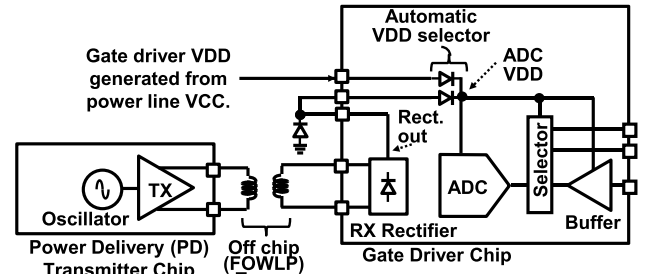 Automatic
VDD selector
Gate driver VDD
generated from
power line VCC.
ADC
VDD
Rect.
out
TX
Oscillator
ADC
Selector
Buffer
RX Rectifier
Gate Driver Chip
Off chip
(FOWLP)
Power Delivery (PD)
Transmitter Chip